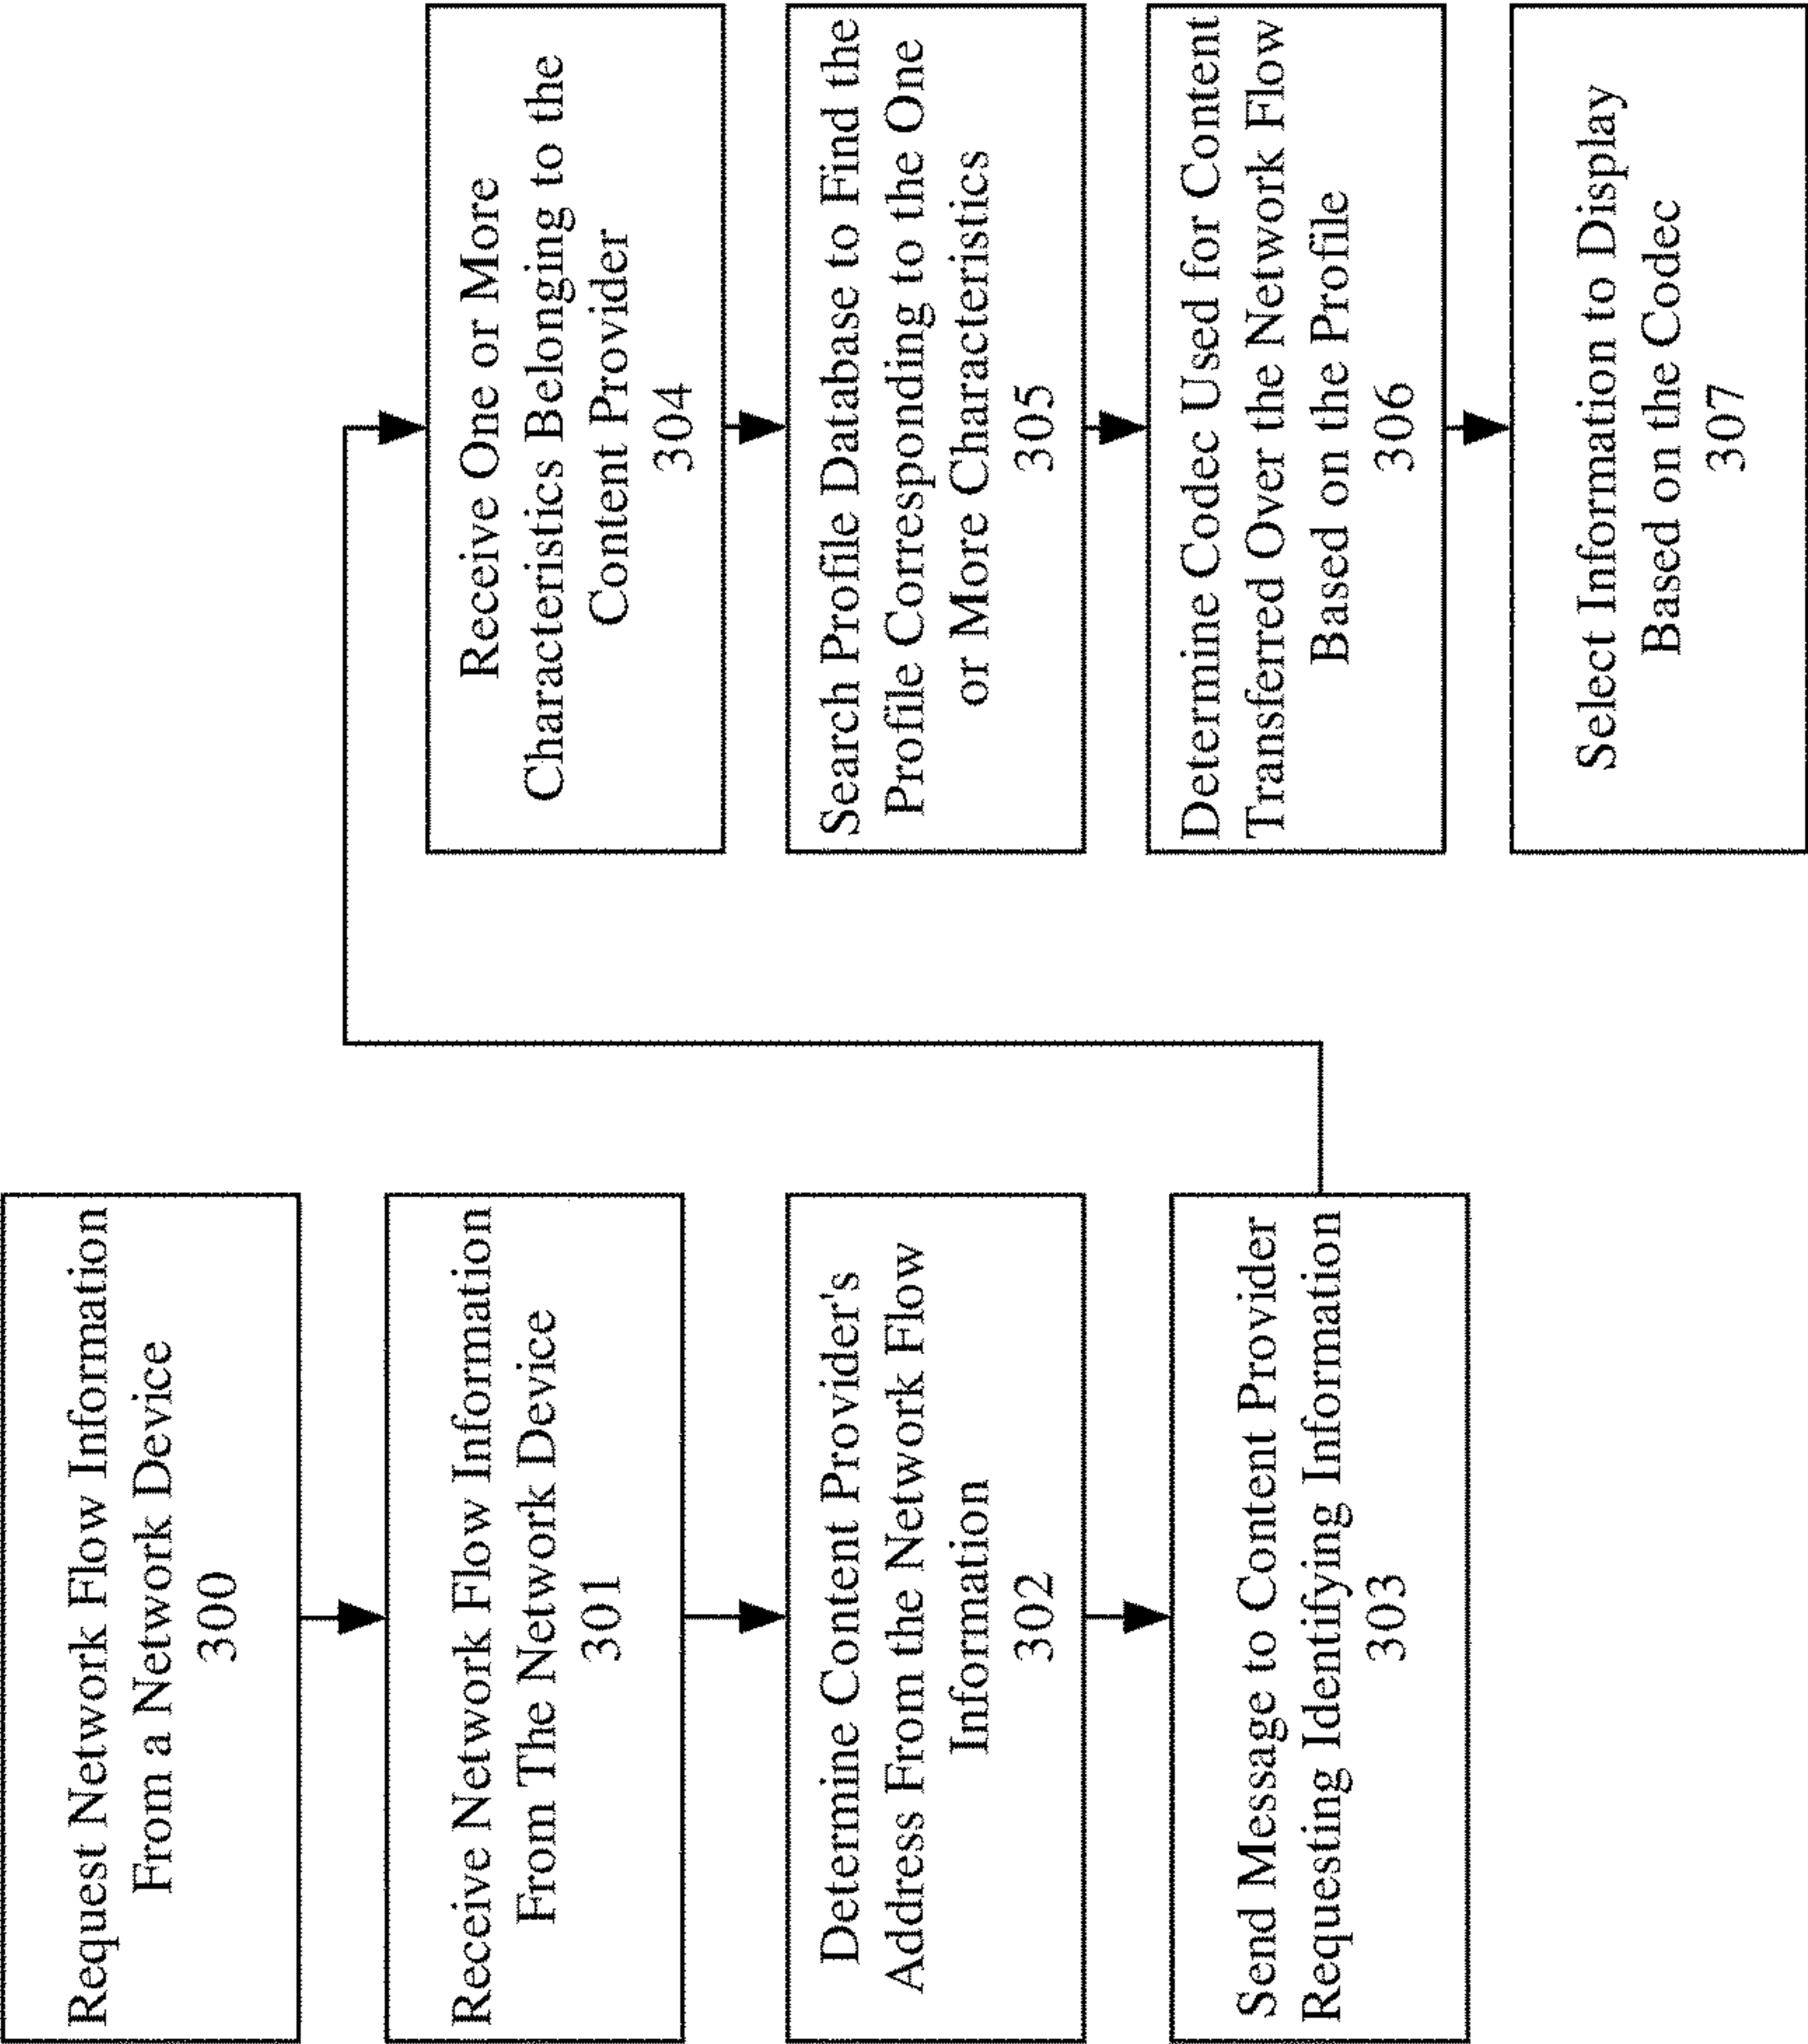 Request Network Flow Information
From a Network Device
300
Receive Network Flow Information
From The Network Device
301
Determine Content Provider's
Address From the Network Flow
Information
302
Send Message to Content Provider
Requesting Identifying Information
303
Receive One or More
Characteristics Belonging to the
Content Provider
304
Search Profile Database to Find the
Profile Corresponding to the One
or More Characteristics
305
Determine Codec Used for Content
Transferred Over the Network Flow
Based on the Profile
306
Select Information to Display
Based on the Codec
307